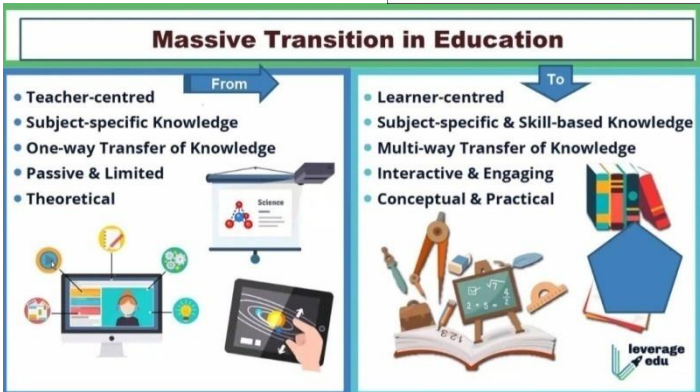 Massive Transition in Education
From
• Teacher-centred
• Subject-specific Knowledge
• One-way Transfer of Knowledge
• Passive & Limited
• Theoretical
Science
To
• Learner-centred
• Subject-specific & Skill-based Knowledge
• Multi-way Transfer of Knowledge
• Interactive & Engaging
• Conceptual & Practical
leverage
edu